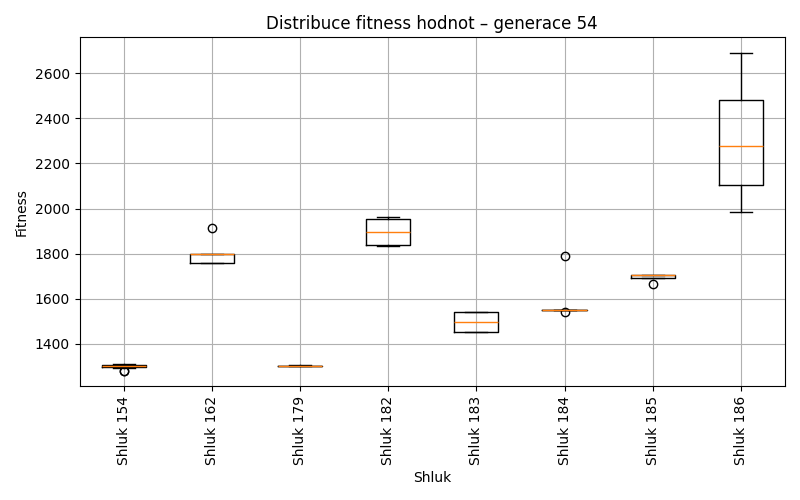 Distribuce fitness hodnot – generace 54
Fitness
2600
2400
2200
2000
1800
1600
1400
Shluk 154
Shluk 162
Shluk 179
Shluk 182
Shluk 183
Shluk 184
Shluk 185
Shluk 186
Shluk